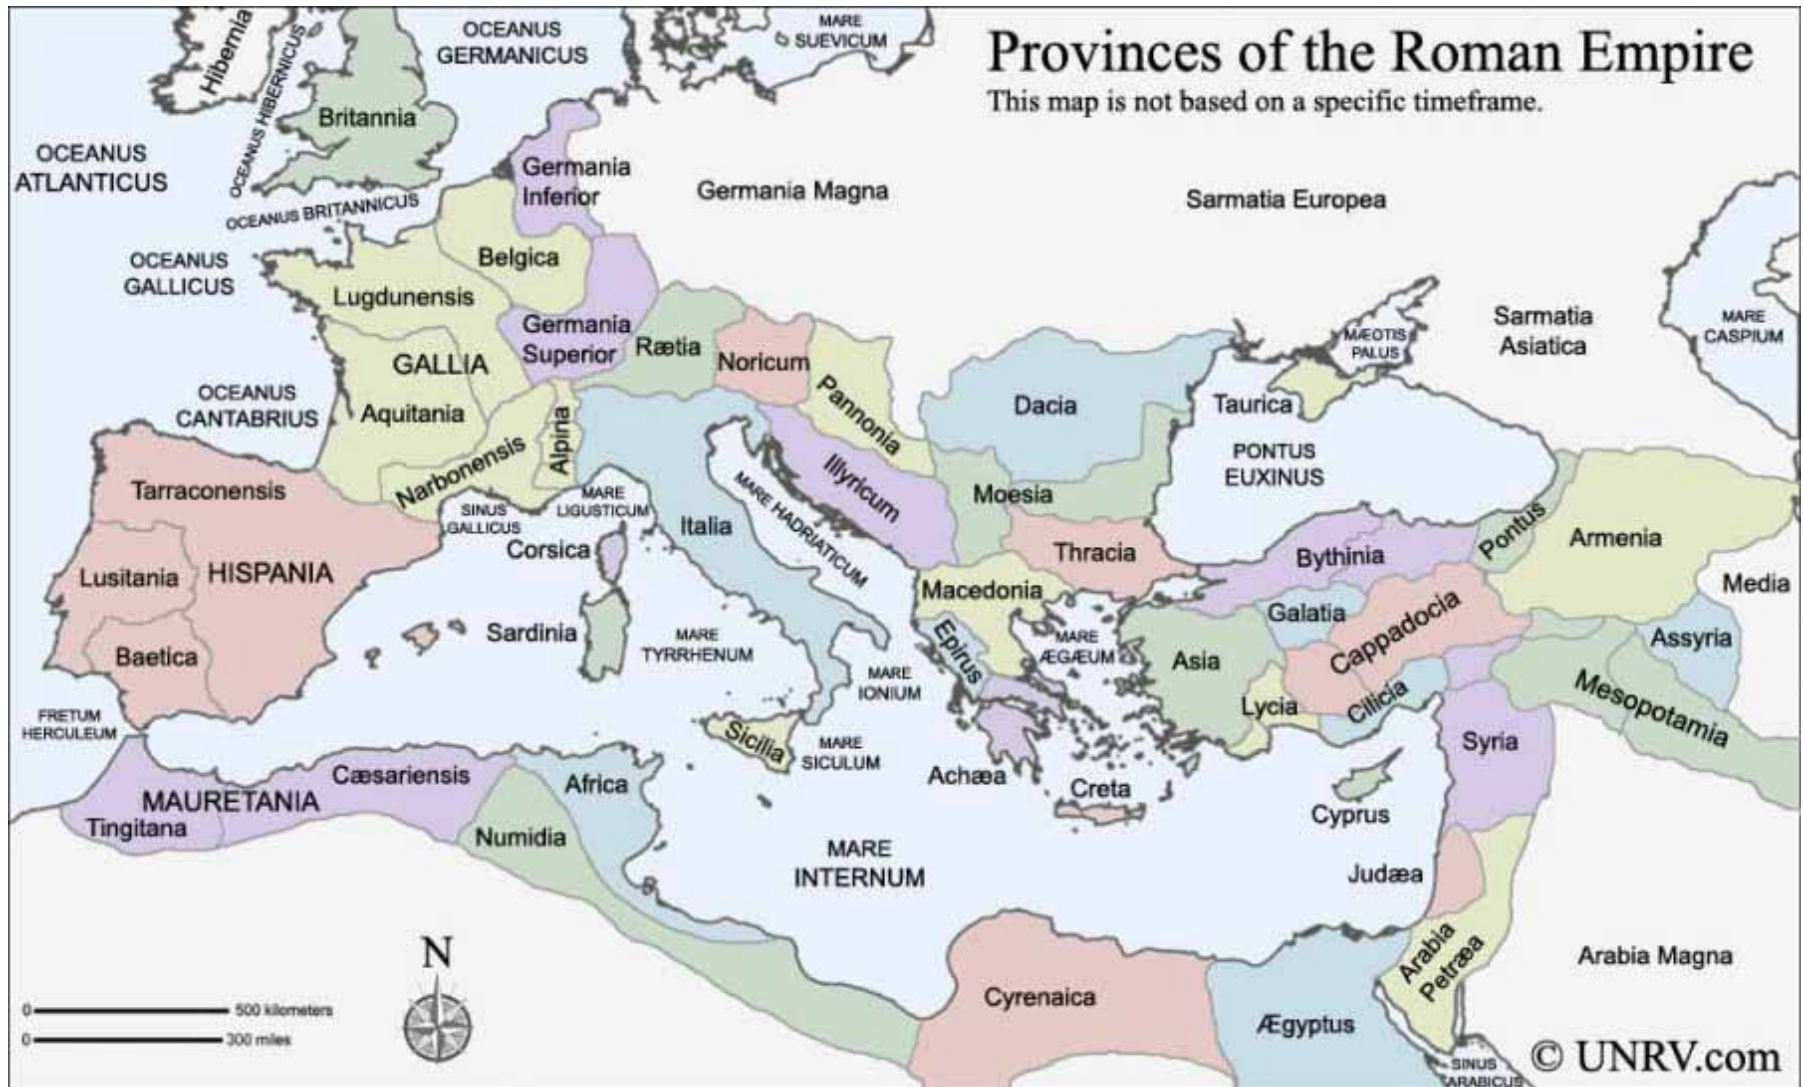 Provinces of the Roman Empire
This map is not based on a specific timeframe.
Hibernia
OCEANUS HIBERNICUS
Britannia
OCEANUS
GERMANICUS
MARE
SUEVICUM
OCEANUS
ATLANTICUS
OCEANUS BRITANNICUS
Germania
Inferior
Germania Magna
Sarmatia Europea
OCEANUS
GALLICUS
Belgica
Lugdunensis
Germania
Superior
Rætia
Noricum
Pannonia
Dacia
Taurica
MÆOTIS
PALUS
Sarmatia
Asiatica
MARE
CASPIUM
OCEANUS
CANTABRIUS
GALLIA
Aquitania
Narbonensis
Alpina
Illyricum
Moesia
PONTUS
EUXINUS
Tarraconensis
SINUS
GALLICUS
MARE
LIGUSTICUM
Italia
MARE HADRIATICUM
Thracia
Bythinia
Pontus
Armenia
Media
Lusitania
HISPANIA
Corsica
Macedonia
Galatia
Cappadocia
Assyria
Baetica
Sardinia
MARE
TYRRHENUM
MARE
IONIUM
Epirus
MARE
ÆGÆUM
Asia
Lycia
Cilicia
Mesopotamia
FRETUM
HERCULEUM
Sicilia
MARE
SICULUM
Achæa
Creta
Cyprus
Syria
MAURETANIA
Cæsariensis
Tingitana
Africa
Numidia
MARE
INTERNUM
Judæa
Arabia
Petræa
Arabia Magna
Cyrenaica
Ægyptus
SINUS
ARABICUS
N
0
500 kilometers
0
300 miles
© UNRV.com